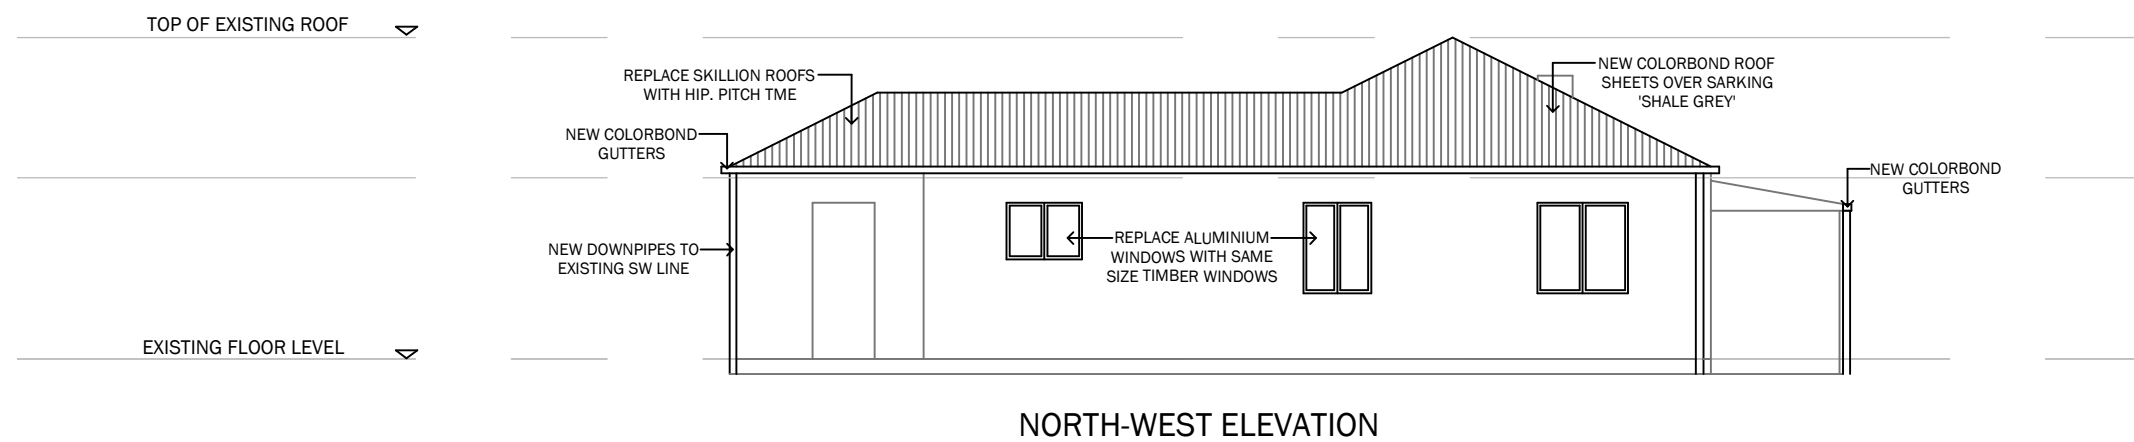 TOP OF EXISTING ROOF
REPLACE SKILLION ROOFS
WITH HIP. PITCH TME
NEW COLORBOND ROOF
SHEETS OVER SARKING
'SHALE GREY'
NEW COLORBOND
GUTTERS
NEW COLORBOND
GUTTERS
NEW DOWNPIPES TO
EXISTING SW LINE
REPLACE ALUMINIUM
WINDOWS WITH SAME
SIZE TIMBER WINDOWS
EXISTING FLOOR LEVEL
NORTH-WEST ELEVATION